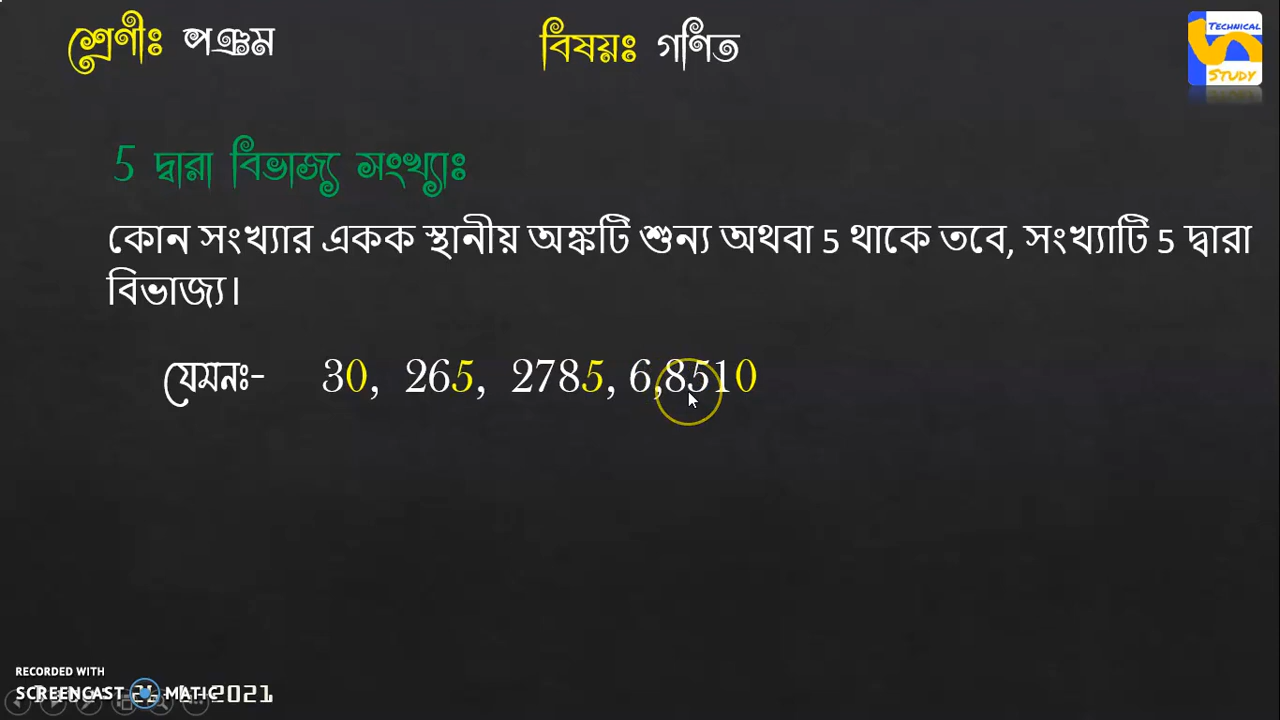 শ্রেণীঃ পঞ্চম
বিষয়ঃ গণিত
TECHNICAL
STUDY
5 দ্বারা বিভাজ্য সংখ্যাঃ
কোন সংখ্যার একক স্থানীয় অঙ্কটি শুন্য অথবা 5 থাকে তবে, সংখ্যাটি 5 দ্বারা
বিভাজ্য।
যেমনঃ- 30, 265, 2785, 6,8510
RECORDED WITH
SCREENCAST MATIC
2021